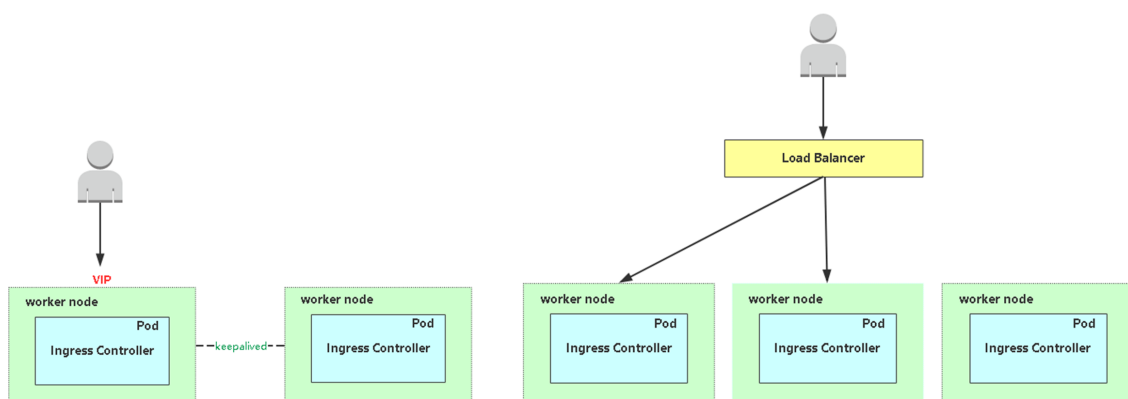 VIP
worker node
Pod
Ingress Controller
keepalived
worker node
Pod
Ingress Controller
Load Balancer
worker node
Pod
Ingress Controller
worker node
Pod
Ingress Controller
worker node
Pod
Ingress Controller